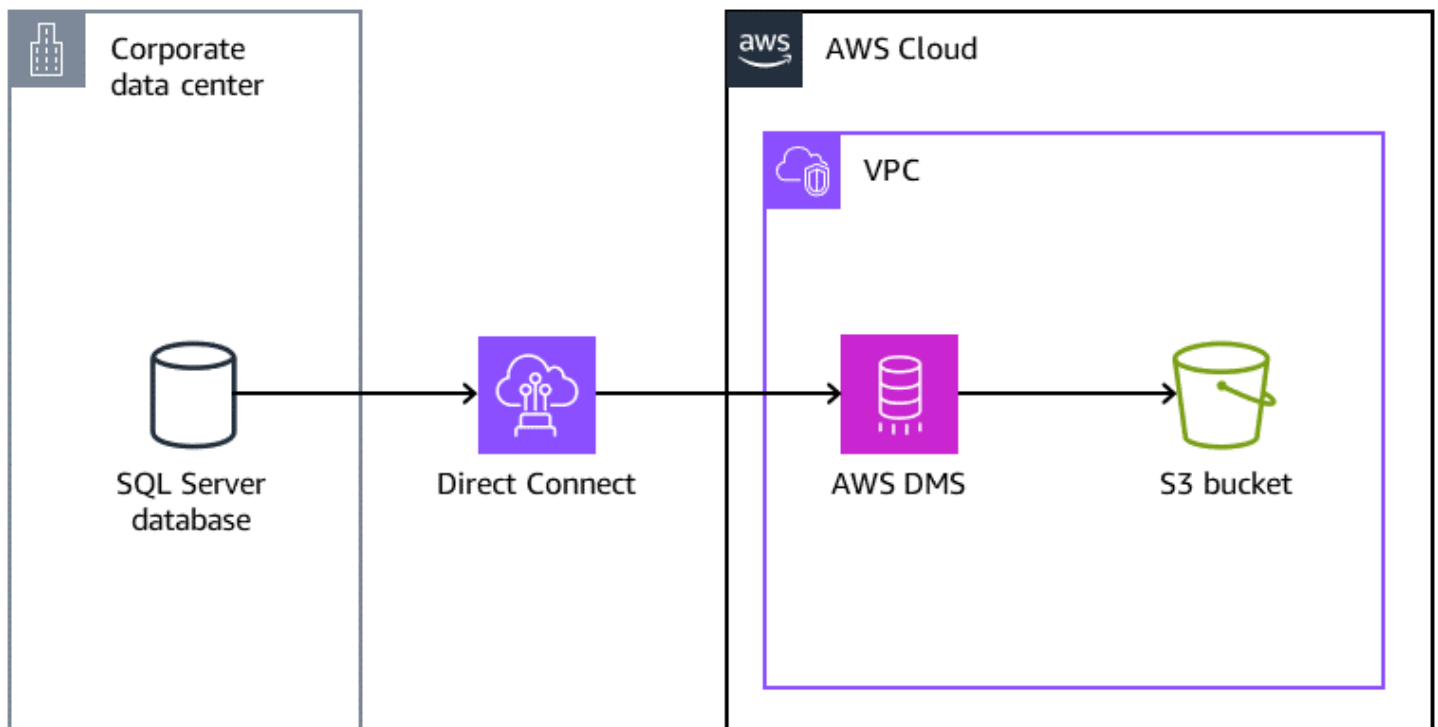 Corporate
data center
aws
AWS Cloud
VPC
SQL Server
database
Direct Connect
AWS DMS
S3 bucket